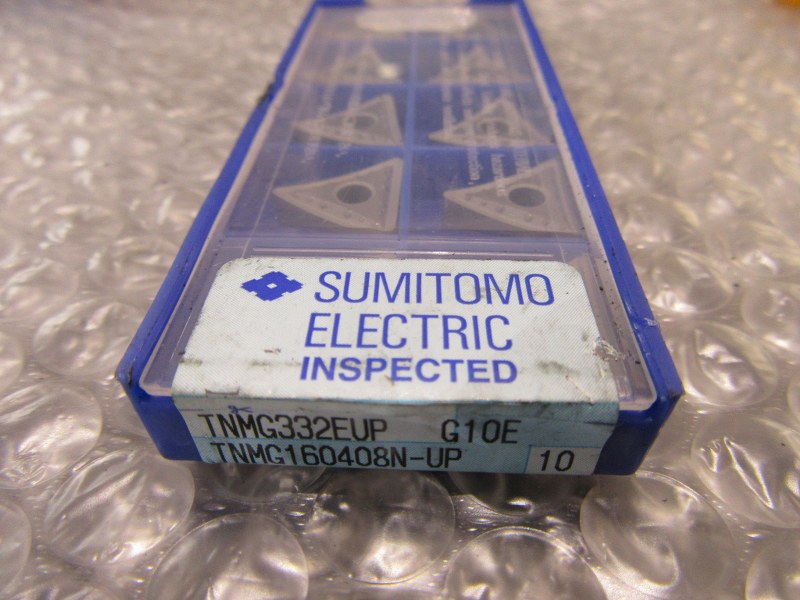 SUMITOMO
ELECTRIC
INSPECTED
TNMG332EUP G10E
TNMG160408N-UP 10